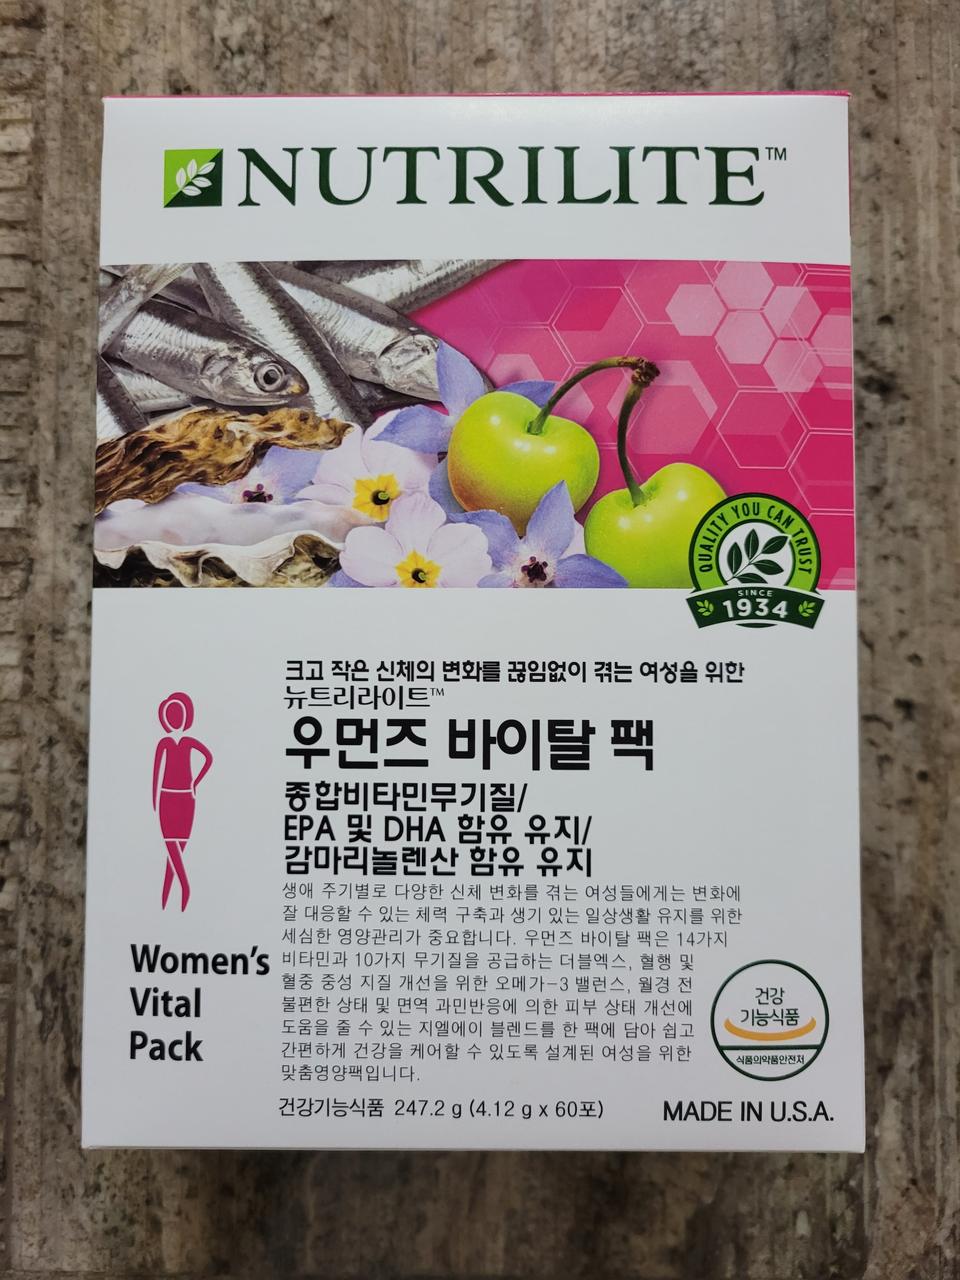 NUTRILITE™
QUALITY YOU CAN TRUST
SINCE
1934
크고 작은 신체의 변화를 끊임없이 겪는 여성을 위한
뉴트리라이트™
우먼즈 바이탈 팩
종합비타민무기질/
EPA 및 DHA 함유 유지/
감마리놀렌산 함유 유지
생애 주기별로 다양한 신체 변화를 겪는 여성들에게는 변화에
잘 대응할 수 있는 체력 구축과 생기 있는 일상생활 유지를 위한
세심한 영양관리가 중요합니다. 우먼즈 바이탈 팩은 14가지
비타민과 10가지 무기질을 공급하는 더블엑스, 혈행 및
혈중 중성 지질 개선을 위한 오메가-3 밸런스, 월경 전
불편한 상태 및 면역 과민반응에 의한 피부 상태 개선에
도움을 줄 수 있는 지엘에이 블렌드를 한 팩에 담아 쉽고
간편하게 건강을 케어할 수 있도록 설계된 여성을 위한
맞춤영양팩입니다.
Women's
Vital
Pack
건강
기능식품
식품의약품안전처
건강기능식품 247.2 g (4.12 g x 60포)
MADE IN U.S.A.